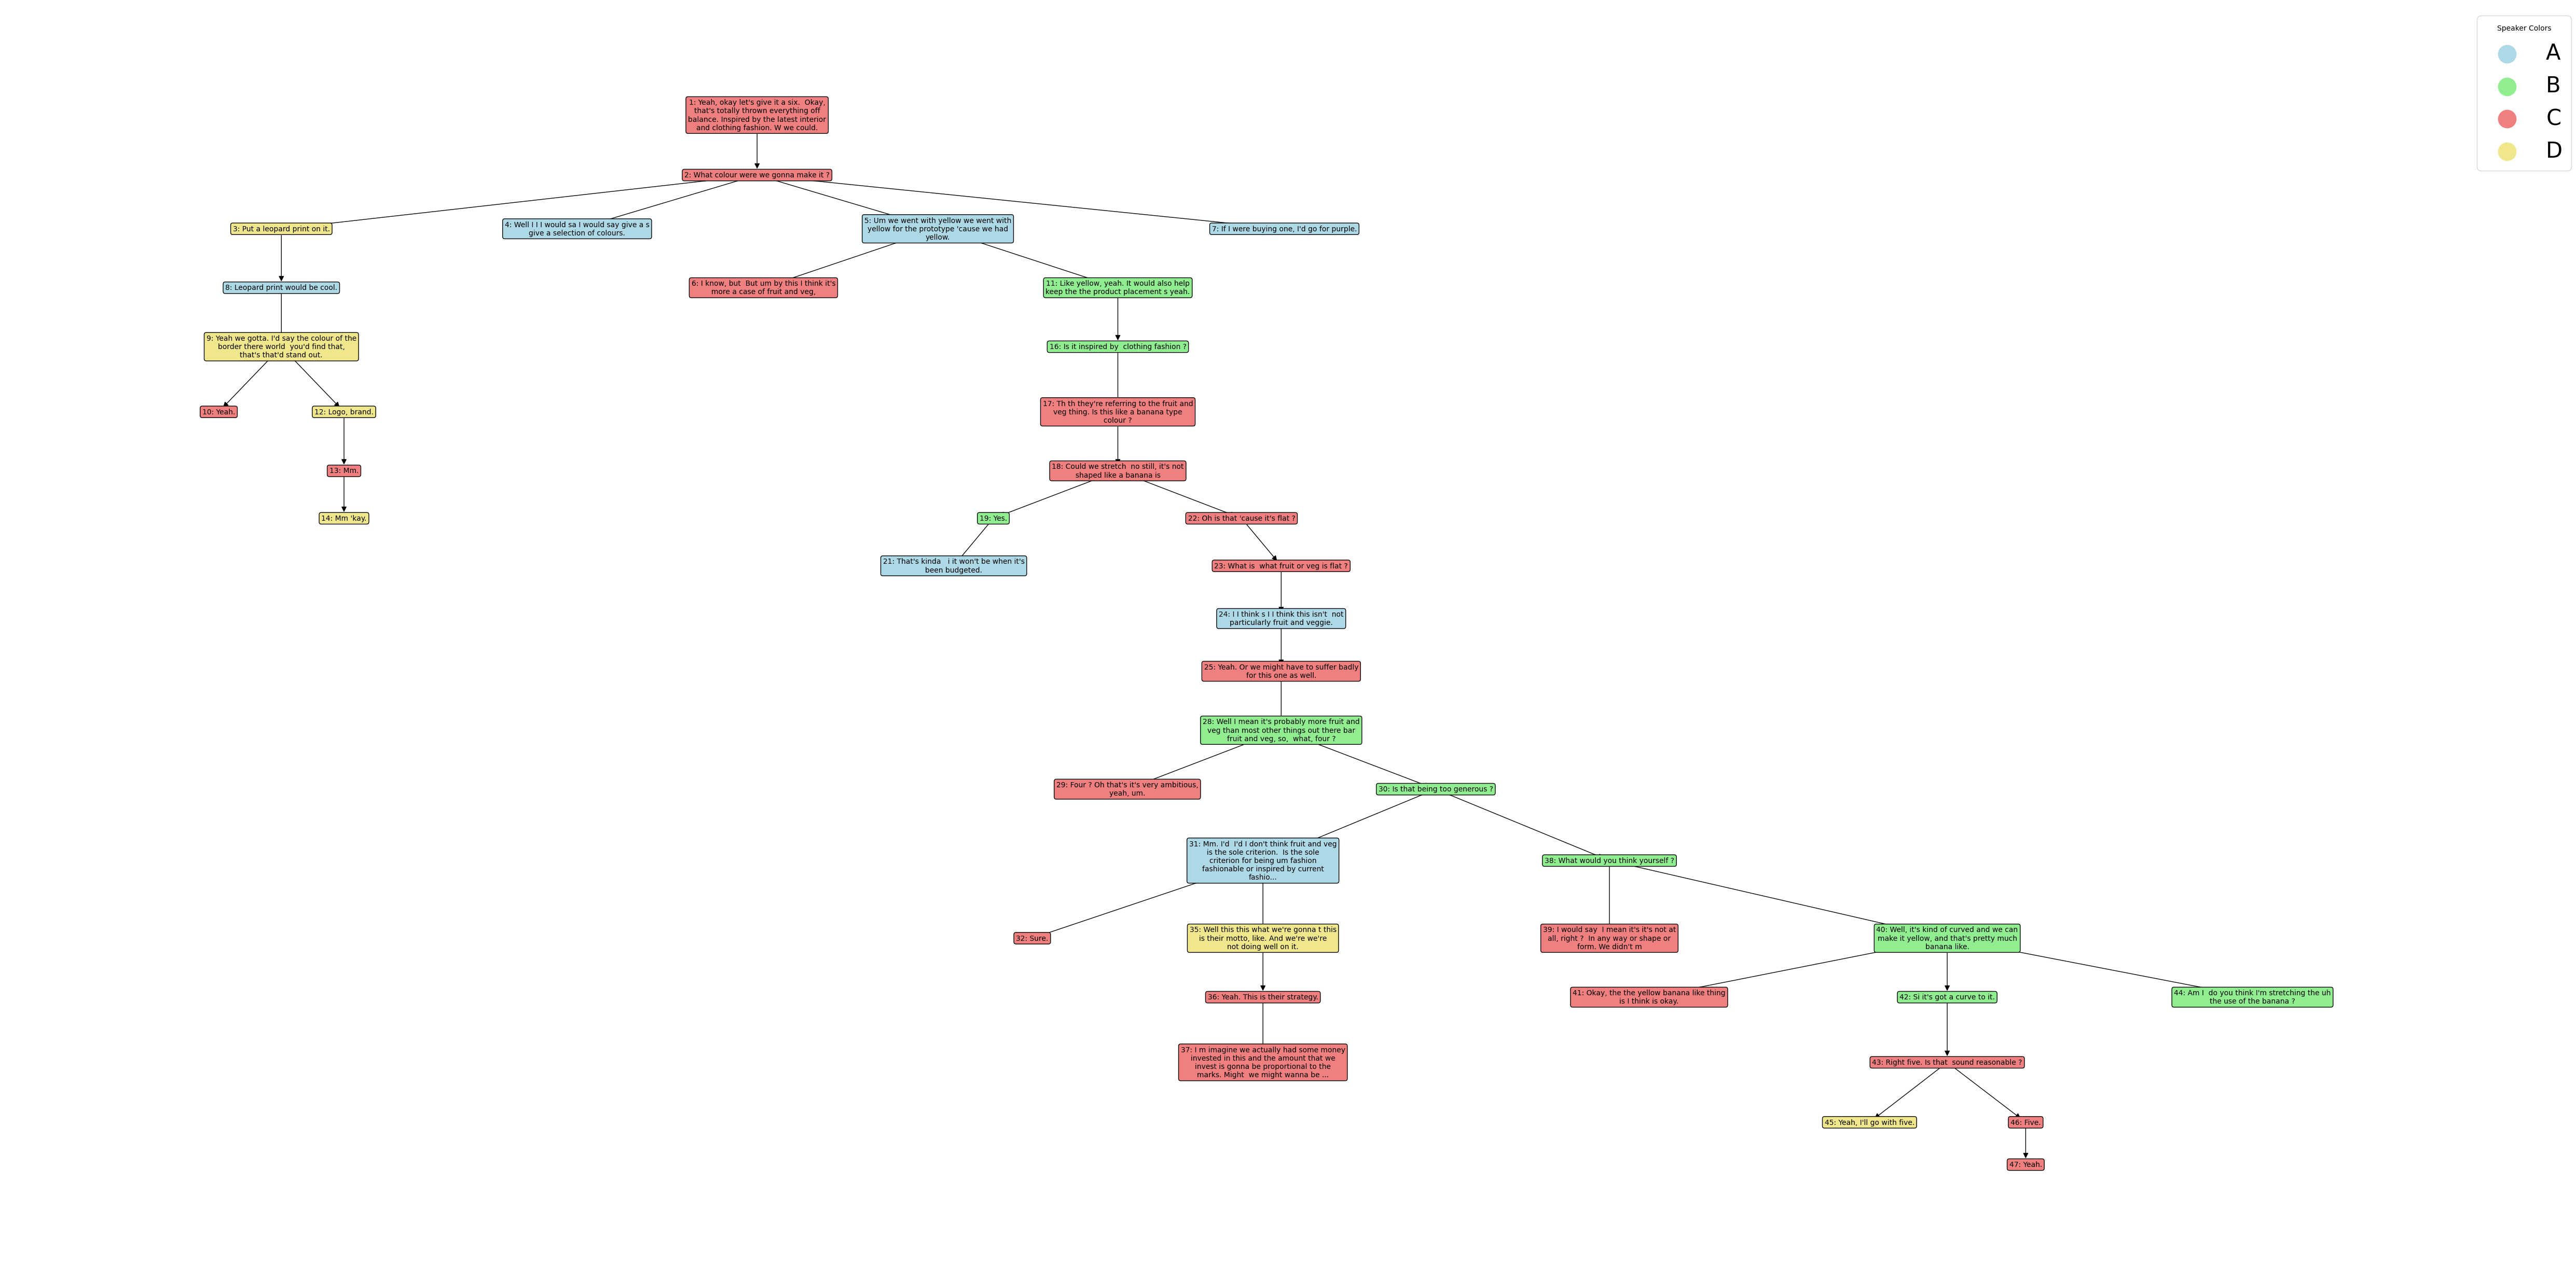 Speaker Colors
A
B
C
D
1: Yeah, okay let's give it a six.  Okay,
that's totally thrown everything off
balance. Inspired by the latest interior
and clothing fashion. W we could.
2: What colour were we gonna make it ?
3: Put a leopard print on it.
4: Well I I I would sa I would say give a s
give a selection of colours.
5: Um we went with yellow we went with
yellow for the prototype 'cause we had
yellow.
7: If I were buying one, I'd go for purple.
8: Leopard print would be cool.
6: I know, but  But um by this I think it's
more a case of fruit and veg,
11: Like yellow, yeah. It would also help
keep the the product placement s yeah.
9: Yeah we gotta. I'd say the colour of the
border there world  you'd find that,
that's that'd stand out.
16: Is it inspired by  clothing fashion ?
10: Yeah.
12: Logo, brand.
17: Th th they're referring to the fruit and
veg thing. Is this like a banana type
colour ?
13: Mm.
18: Could we stretch  no still, it's not
shaped like a banana is
14: Mm 'kay.
19: Yes.
22: Oh is that 'cause it's flat ?
21: That's kinda   i it won't be when it's
been budgeted.
23: What is  what fruit or veg is flat ?
24: I I think s I I think this isn't  not
particularly fruit and veggie.
25: Yeah. Or we might have to suffer badly
for this one as well.
28: Well I mean it's probably more fruit and
veg than most other things out there bar
fruit and veg, so,  what, four ?
29: Four ? Oh that's it's very ambitious,
yeah, um.
30: Is that being too generous ?
31: Mm. I'd  I'd I don't think fruit and veg
is the sole criterion.  Is the sole
criterion for being um fashion
fashionable or inspired by current
fashio...
38: What would you think yourself ?
32: Sure.
35: Well this this what we're gonna t this
is their motto, like. And we're we're
not doing well on it.
39: I would say  I mean it's it's not at
all, right ?  In any way or shape or
form. We didn't m
40: Well, it's kind of curved and we can
make it yellow, and that's pretty much
banana like.
36: Yeah. This is their strategy.
41: Okay, the the yellow banana like thing
is I think is okay.
42: Si it's got a curve to it.
44: Am I  do you think I'm stretching the uh
the use of the banana ?
37: I m imagine we actually had some money
invested in this and the amount that we
invest is gonna be proportional to the
marks. Might  we might wanna be ...
43: Right five. Is that  sound reasonable ?
45: Yeah, I'll go with five.
46: Five.
47: Yeah.